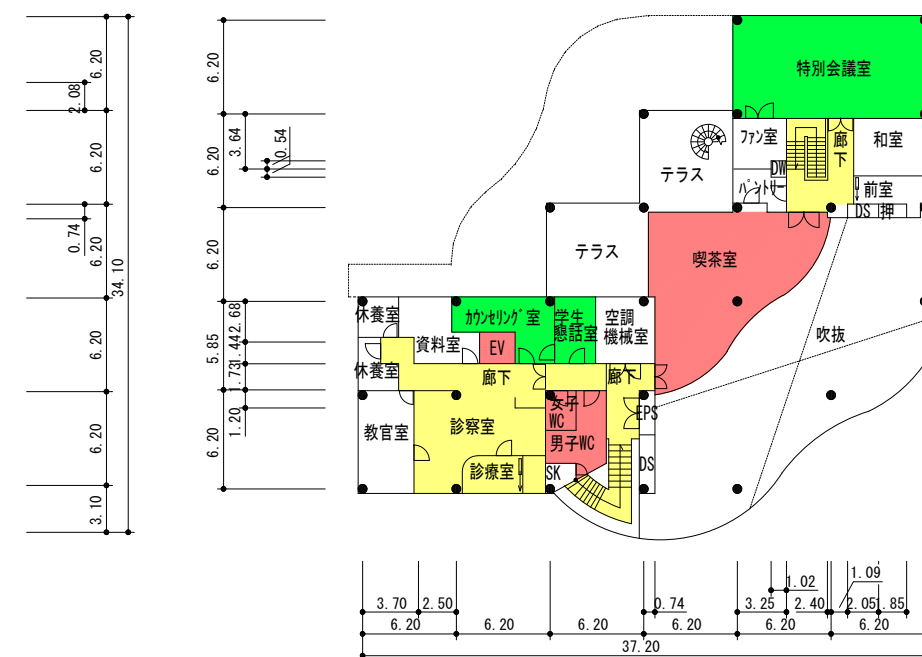 特別会議室
ファン室
廊下
和室
DW
パントリー
前室
DS
押
テラス
テラス
喫茶室
吹抜
休養室
資料室
カウンセリング室
学生
懇話室
空調
機械室
EV
休養室
廊下
廊下
教官室
診察室
女子
WC
男子WC
EPS
診療室
SK
DS
6.20
2.08
6.20
0.74
6.20
34.10
6.20
6.20
3.10
6.20
3.64
0.54
6.20
6.20
2.68
5.85
1.44
1.73
1.20
6.20
1.02
1.09
3.70
2.50
0.74
3.25
2.40
2.05
1.85
6.20
6.20
6.20
6.20
6.20
6.20
37.20